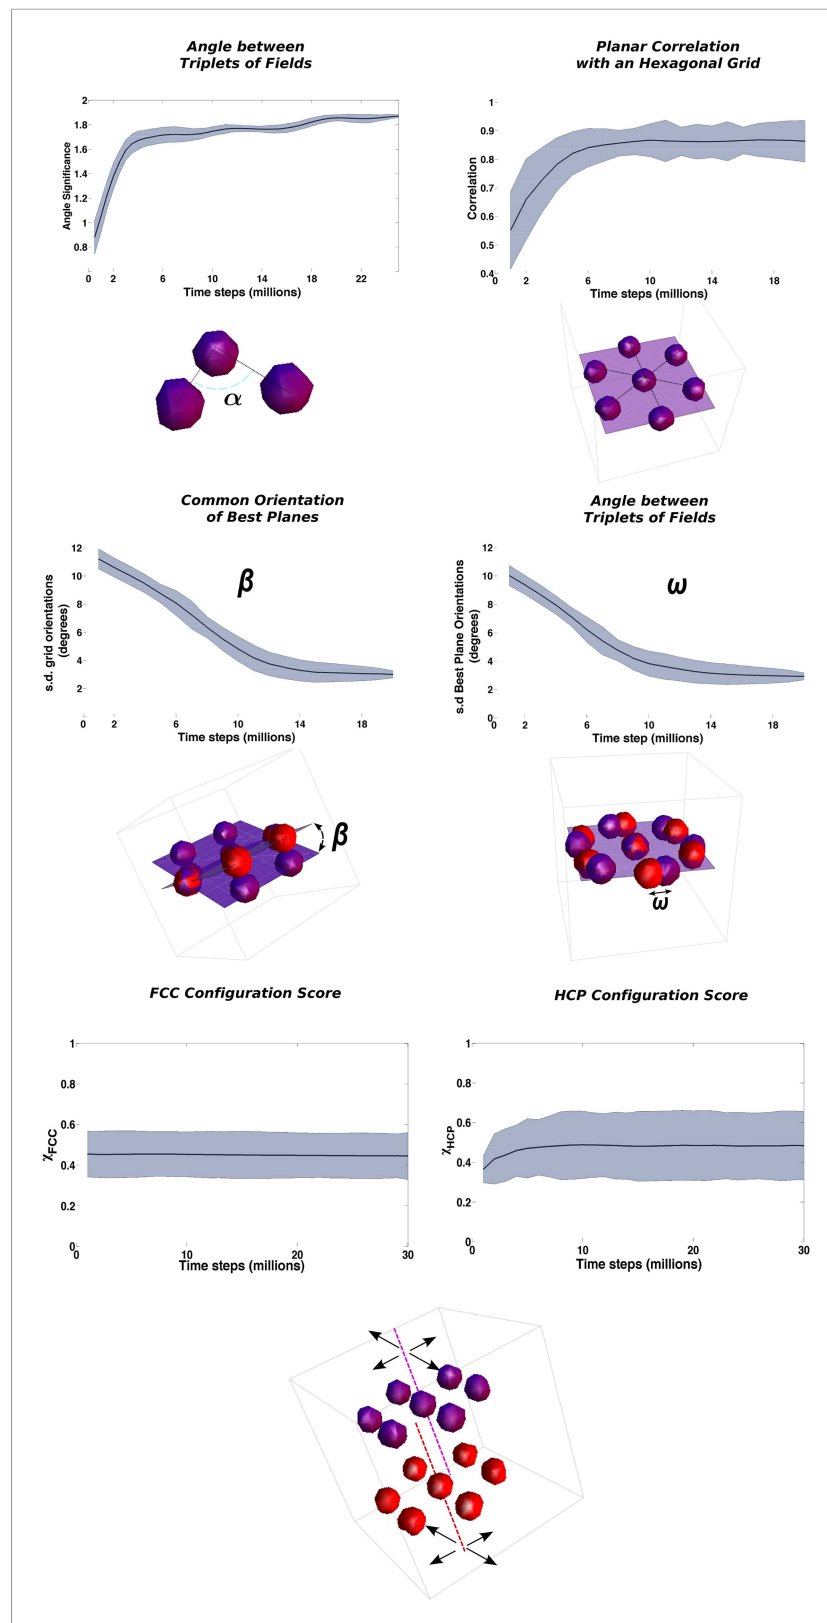 Angle between
Triplets of Fields
2
1.8
1.6
1.4
1.2
1
0.8
Angle Significance
0 2 6 10 14 18 22
Time steps (millions)
α
Planar Correlation
with an Hexagonal Grid
1
0.9
0.8
0.7
0.6
0.5
0.4
Correlation
0 2 6 10 14 18
Time steps (millions)
Common Orientation
of Best Planes
12
10
8
6
4
2
s.d. grid orientations
(degrees)
β
0 2 6 10 14 18
Time steps (millions)
β
Angle between
Triplets of Fields
12
10
8
6
4
2
0
s.d Best Plane Orientations
(degrees)
ω
0 2 6 10 14 18
Time step (millions)
ω
FCC Configuration Score
1
0.8
0.6
0.4
0.2
0
χFCC
0 10 20 30
Time steps (millions)
HCP Configuration Score
1
0.8
0.6
0.4
0.2
0
χHCP
0 10 20 30
Time steps (millions)